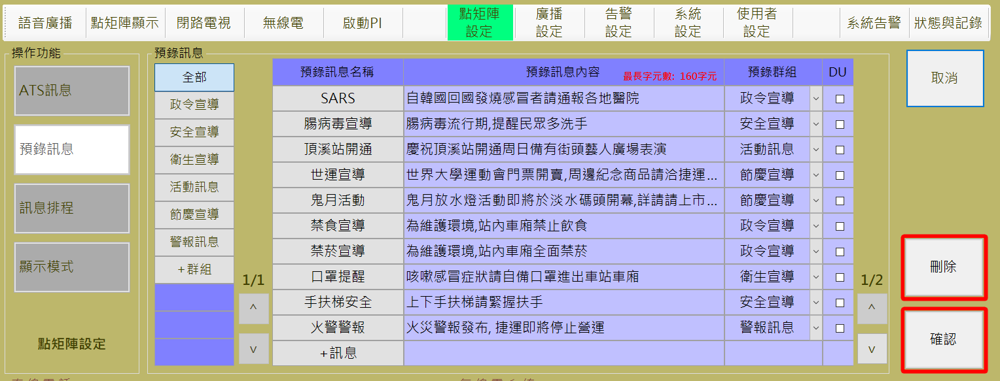 語音廣播 點矩陣顯示 閉路電視 無線電 啟動PI 點矩陣設定 廣播設定 告警設定 系統設定 使用者設定 系統告警 狀態與記錄
操作功能
ATS訊息
預錄訊息
訊息排程
顯示模式
點矩陣設定
預錄訊息
全部
政令宣導
安全宣導
衛生宣導
活動訊息
節慶宣導
警報訊息
+群組
1/1
^
v
預錄訊息名稱 預錄訊息內容 最長字元數: 160字元 預錄群組 DU
SARS 自韓國回國發燒感冒者請通報各地醫院 政令宣導
腸病毒宣導 腸病毒流行期,提醒民眾多洗手 安全宣導
頂溪站開通 慶祝頂溪站開通周日備有街頭藝人廣場表演 活動訊息
世運宣導 世界大學運動會門票開賣,周邊紀念商品請洽捷運... 節慶宣導
鬼月活動 鬼月放水燈活動即將於淡水碼頭開幕,詳請請上市... 節慶宣導
禁食宣導 為維護環境,站內車廂禁止飲食 政令宣導
禁菸宣導 為維護環境,站內車廂全面禁菸 政令宣導
口罩提醒 咳嗽感冒症狀請自備口罩進出車站車廂 衛生宣導
手扶梯安全 上下手扶梯請緊握扶手 安全宣導
火警警報 火災警報發布, 捷運即將停止營運 警報訊息
+訊息
1/2
^
v
取消
刪除
確認